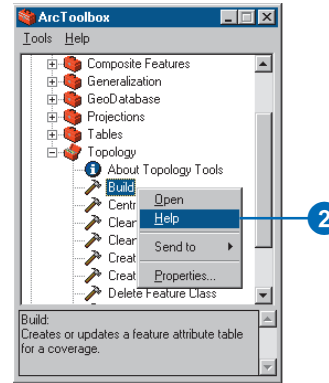 ArcToolbox
Tools Help
Composite Features
Generalization
GeoDatabase
Projections
Tables
Topology
About Topology Tools
Build
Open
Help
2
Send to
Properties...
Delete Feature Class
Build:
Creates or updates a feature attribute table
for a coverage.